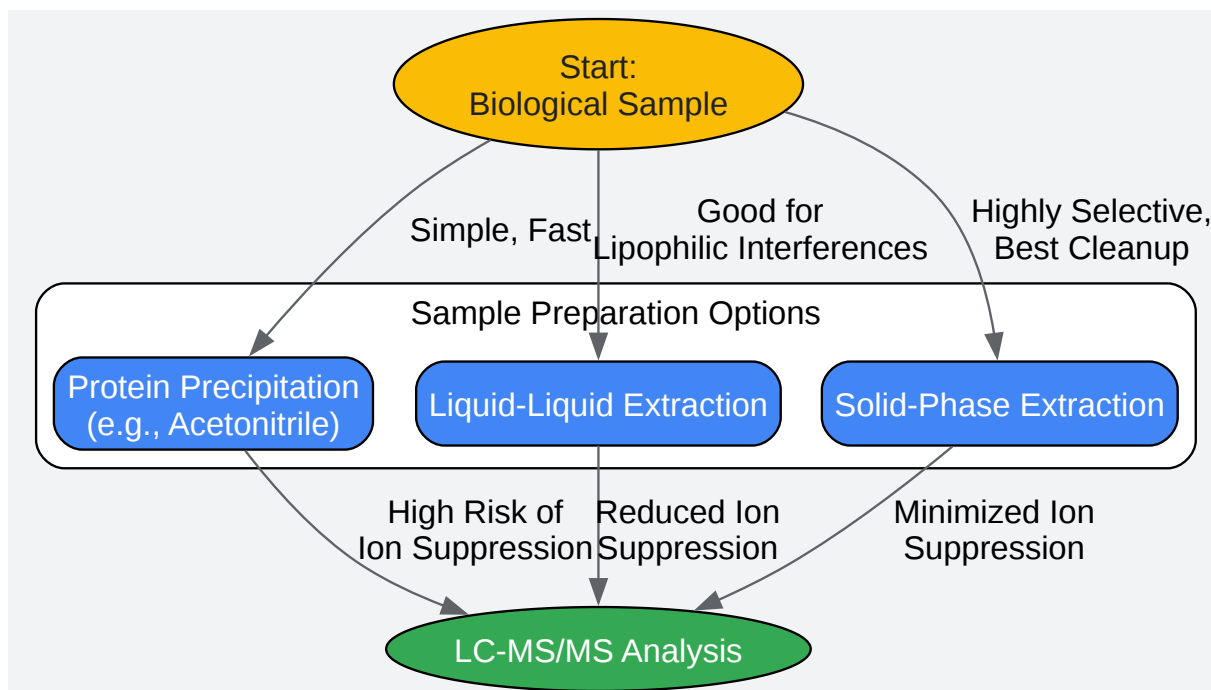 Start:
Biological Sample
Simple, Fast
Good for
Lipophilic Interferences
Highly Selective,
Best Cleanup
Sample Preparation Options
Protein Precipitation
(e.g., Acetonitrile)
Liquid-Liquid Extraction
Solid-Phase Extraction
High Risk of
Ion Suppression
Reduced Ion
Suppression
Minimized Ion
Suppression
LC-MS/MS Analysis